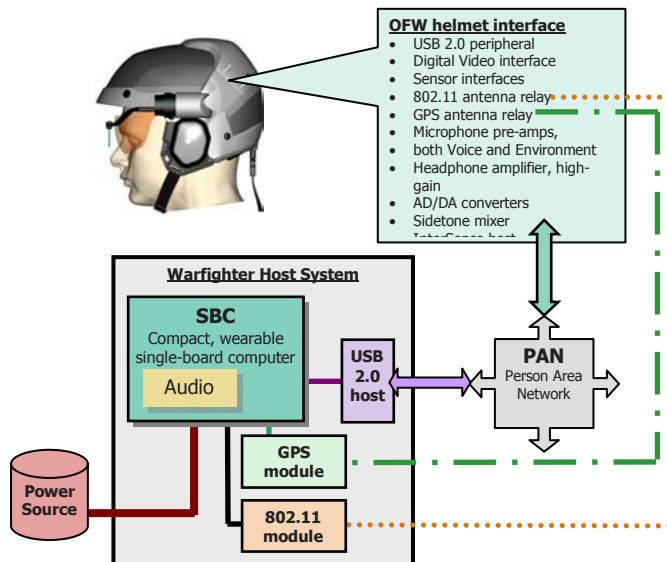 OFW helmet interface
• USB 2.0 peripheral
• Digital Video interface
• Sensor interfaces
• 802.11 antenna relay
• GPS antenna relay
• Microphone pre-amps,
• both Voice and Environment
• Headphone amplifier, high-
gain
• AD/DA converters
• Sidetone mixer
Warfighter Host System
SBC
Compact, wearable
single-board computer
Audio
USB
2.0
host
PAN
Person Area
Network
GPS
module
Power
Source
802.11
module